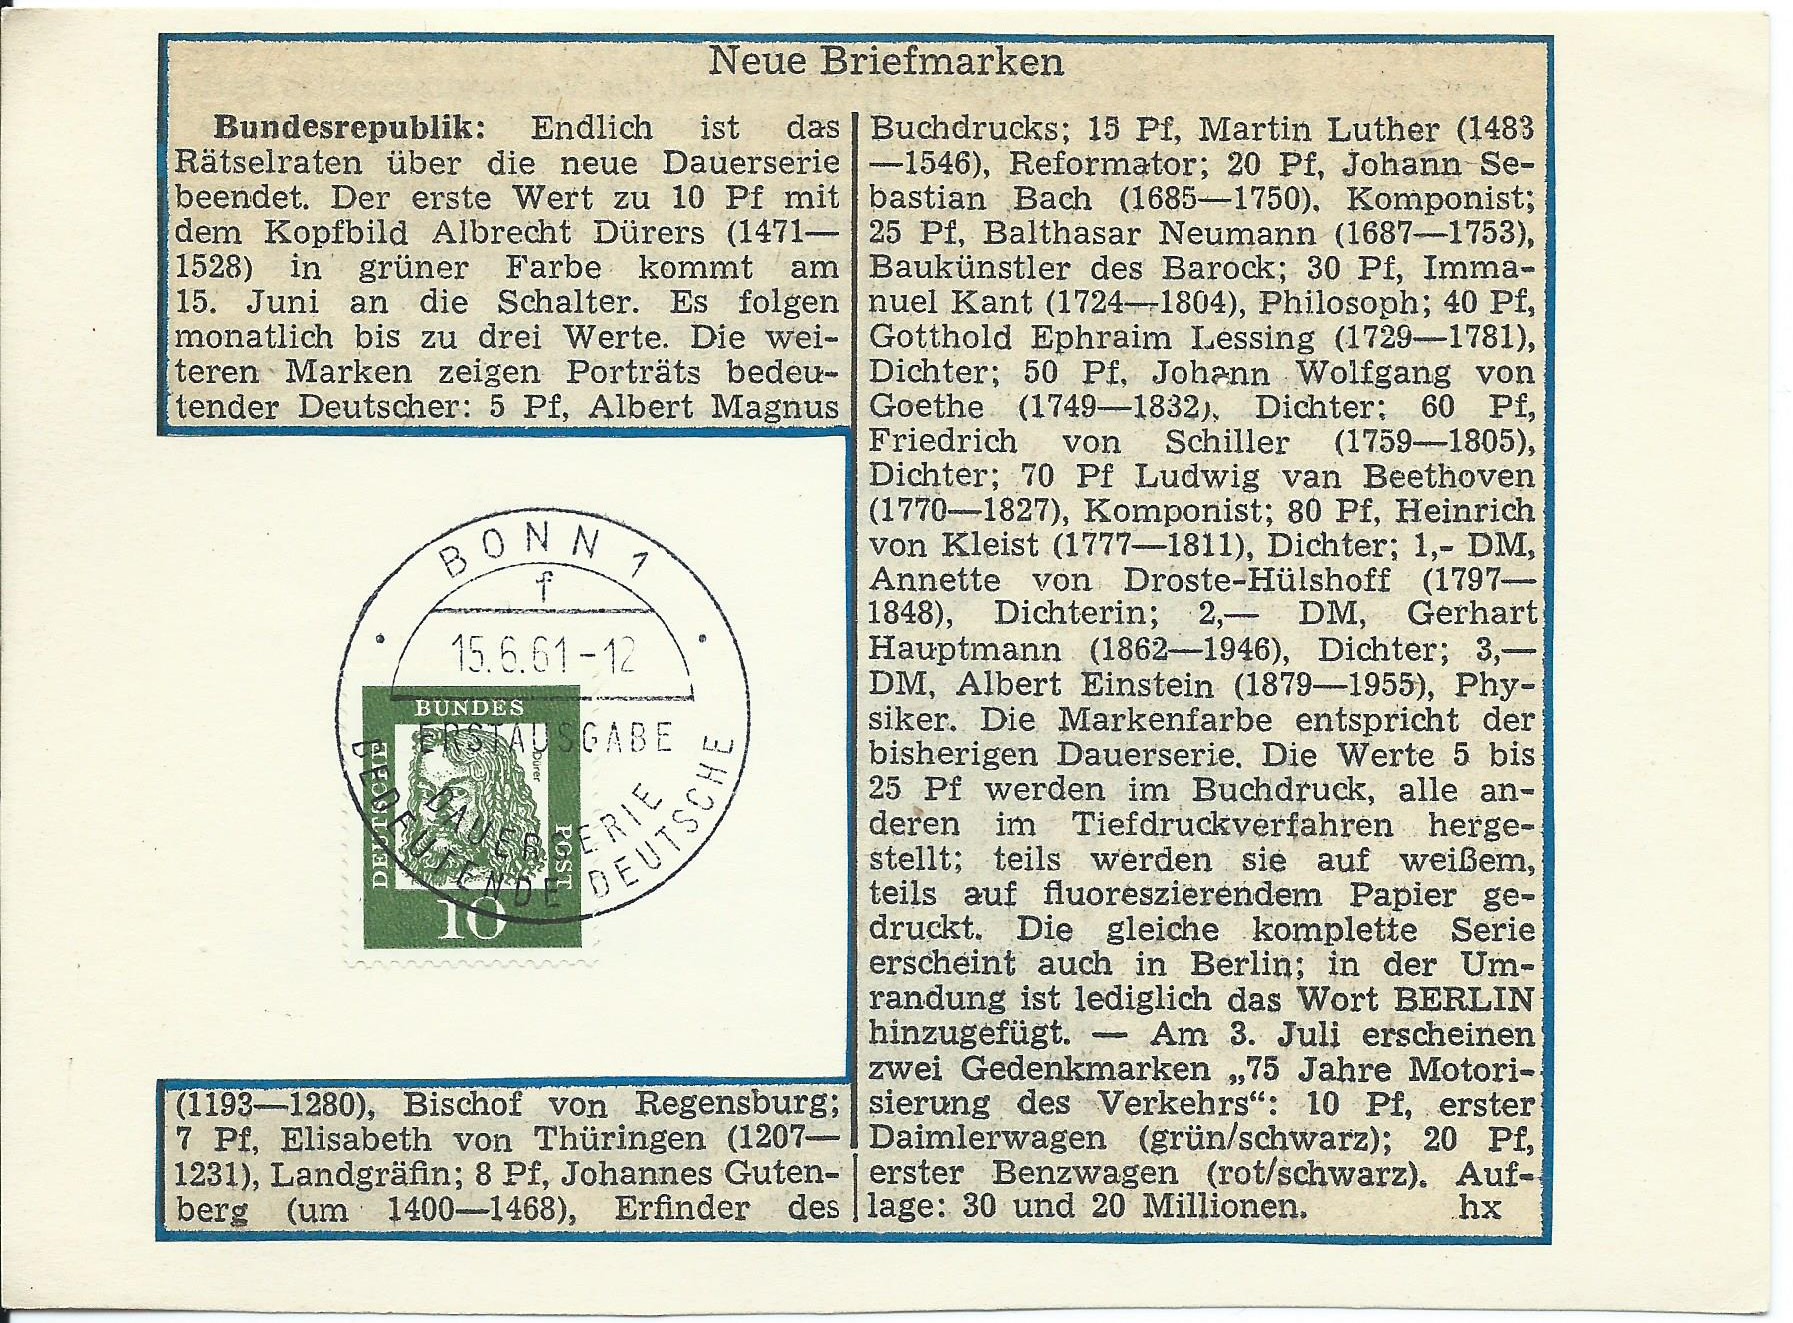 Neue Briefmarken
Bundesrepublik: Endlich ist das
Rätselraten über die neue Dauerserie
beendet. Der erste Wert zu 10 Pf mit
dem Kopfbild Albrecht Dürers (1471—
1528) in grüner Farbe kommt am
15. Juni an die Schalter. Es folgen
monatlich bis zu drei Werte. Die wei-
teren Marken zeigen Porträts bedeu-
tender Deutscher: 5 Pf, Albert Magnus
BONN 1
f
15.6.61-12
ERSTAUSGABE
DAUERSERIE
BEDEUTENDE DEUTSCHE
DEUTSCHE
BUNDES
POST
Dürer
10
(1193—1280), Bischof von Regensburg;
7 Pf, Elisabeth von Thüringen (1207—
1231), Landgräfin; 8 Pf, Johannes Guten-
berg (um 1400—1468), Erfinder des
Buchdrucks; 15 Pf, Martin Luther (1483
—1546), Reformator; 20 Pf, Johann Se-
bastian Bach (1685—1750), Komponist;
25 Pf, Balthasar Neumann (1687—1753),
Baukünstler des Barock; 30 Pf, Imma-
nuel Kant (1724—1804), Philosoph; 40 Pf,
Gotthold Ephraim Lessing (1729—1781),
Dichter; 50 Pf, Johann Wolfgang von
Goethe (1749—1832), Dichter; 60 Pf,
Friedrich von Schiller (1759—1805),
Dichter; 70 Pf Ludwig van Beethoven
(1770—1827), Komponist; 80 Pf, Heinrich
von Kleist (1777—1811), Dichter; 1,- DM,
Annette von Droste-Hülshoff (1797—
1848), Dichterin; 2,— DM, Gerhart
Hauptmann (1862—1946), Dichter; 3,—
DM, Albert Einstein (1879—1955), Phy-
siker. Die Markenfarbe entspricht der
bisherigen Dauerserie. Die Werte 5 bis
25 Pf werden im Buchdruck, alle an-
deren im Tiefdruckverfahren herge-
stellt; teils werden sie auf weißem,
teils auf fluoreszierendem Papier ge-
druckt. Die gleiche komplette Serie
erscheint auch in Berlin; in der Um-
randung ist lediglich das Wort BERLIN
hinzugefügt. — Am 3. Juli erscheinen
zwei Gedenkmarken „75 Jahre Motori-
sierung des Verkehrs“: 10 Pf, erster
Daimlerwagen (grün/schwarz); 20 Pf,
erster Benzwagen (rot/schwarz). Auf-
lage: 30 und 20 Millionen. hx